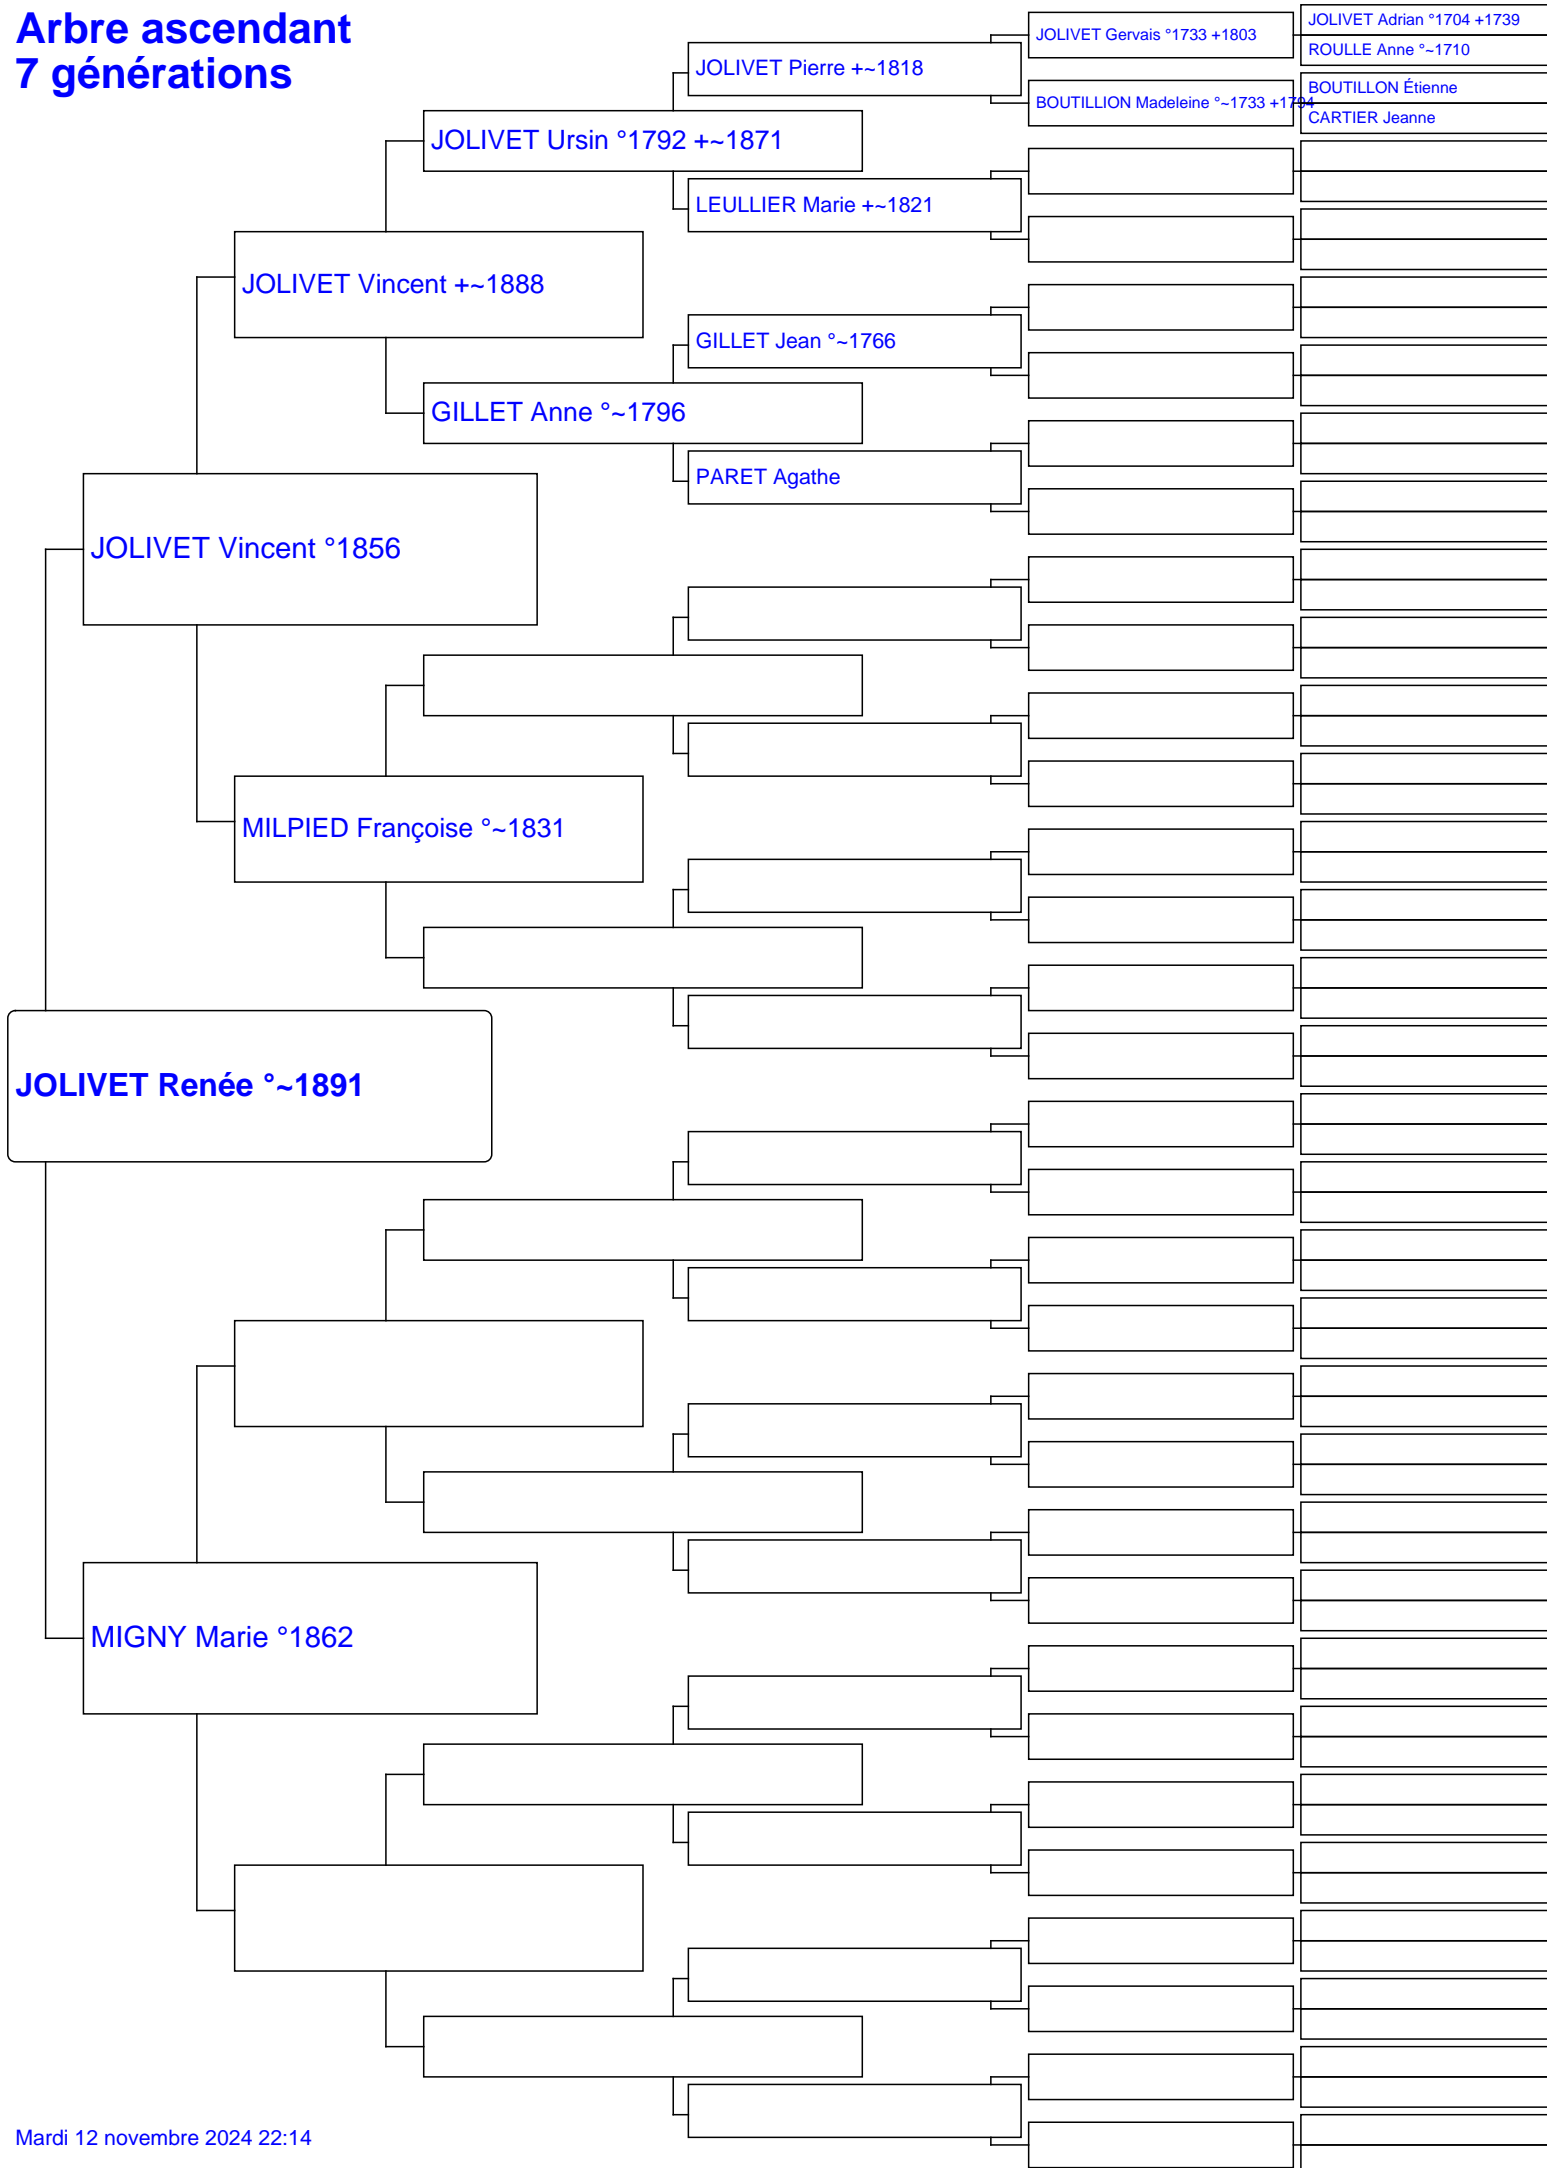 Arbre ascendant
7 générations
JOLIVET Adrian °1704 +1739
JOLIVET Gervais °1733 +1803
ROULLE Anne °~1710
JOLIVET Pierre +~1818
BOUTILLON Étienne
BOUTILLION Madeleine °~1733 +1794
CARTIER Jeanne
JOLIVET Ursin °1792 +~1871
LEULLIER Marie +~1821
JOLIVET Vincent +~1888
GILLET Jean °~1766
GILLET Anne °~1796
PARET Agathe
JOLIVET Vincent °1856
MILPIED Françoise °~1831
JOLIVET Renée °~1891
MIGNY Marie °1862
Mardi 12 novembre 2024 22:14